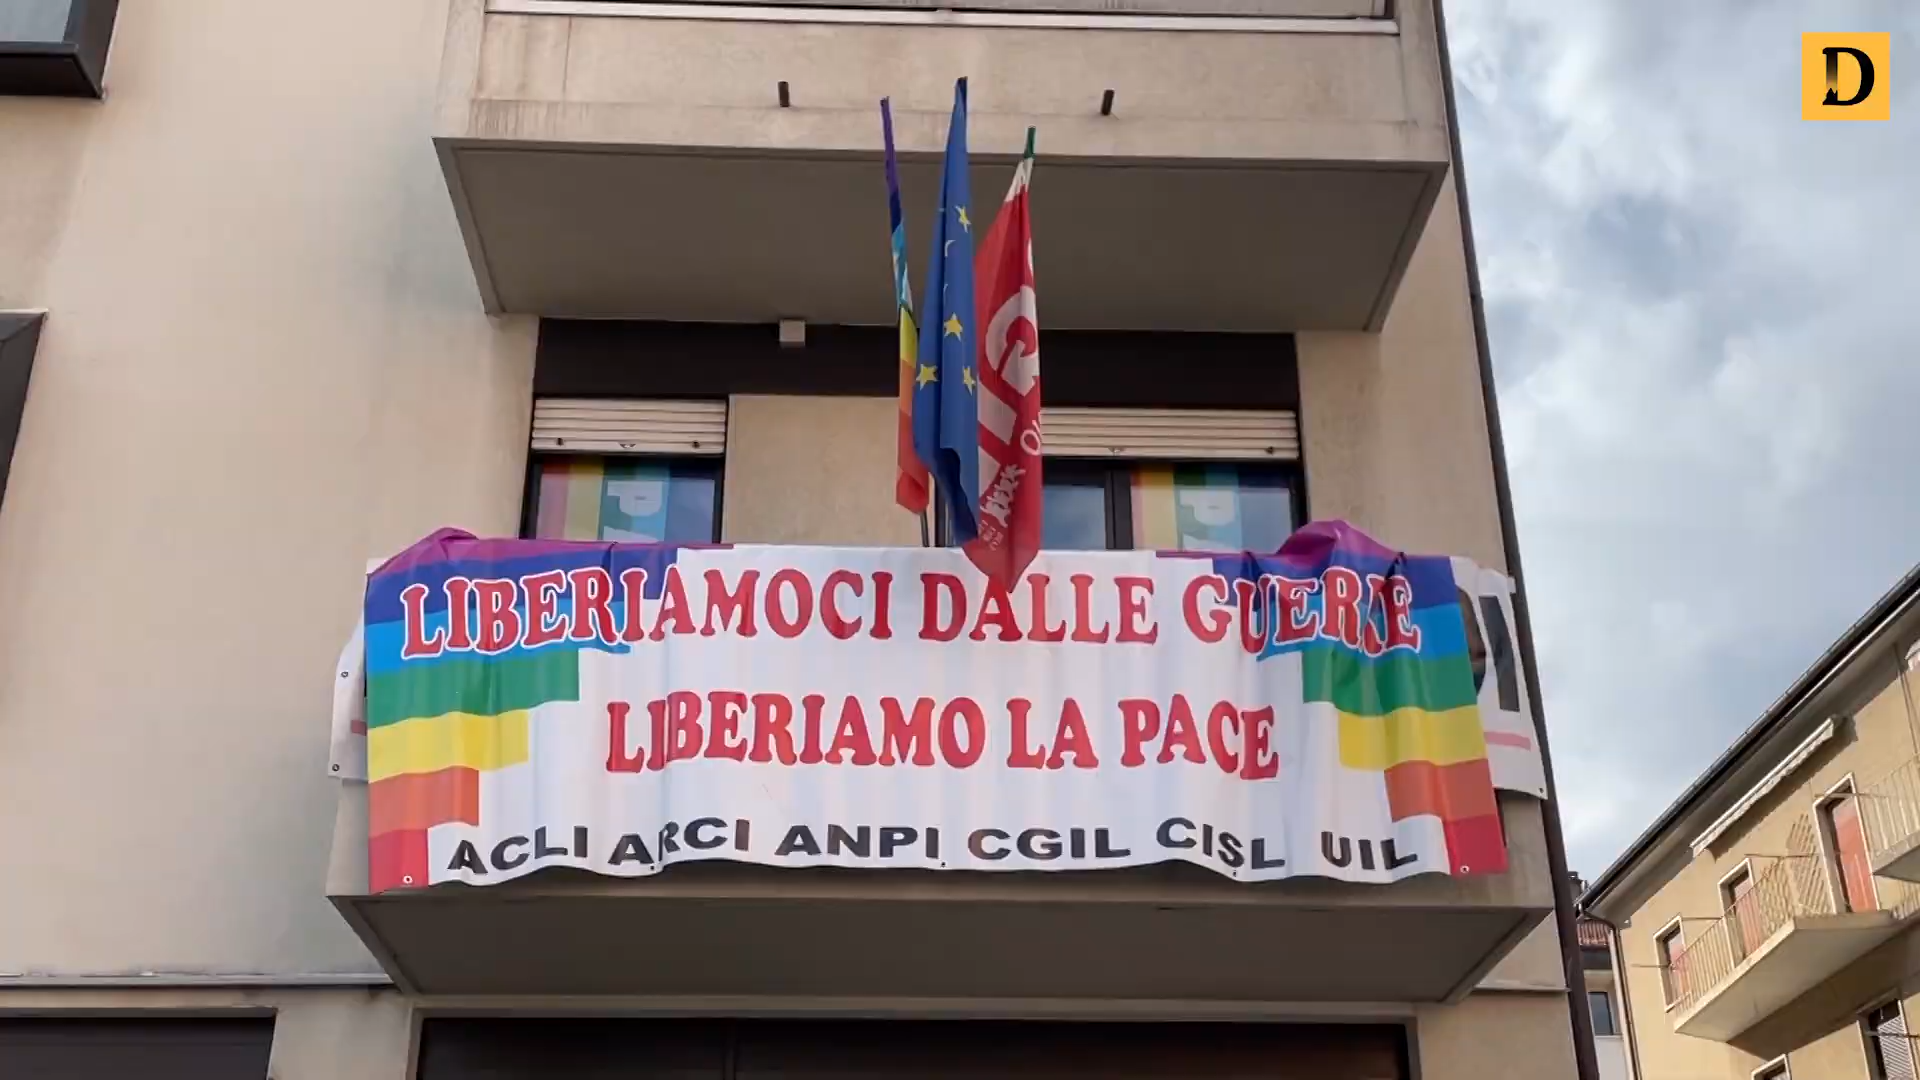 D
LIBERIAMOCI DALLE GUERRE
LIBERIAMO LA PACE
ACLI ARCI ANPI CGIL CISL UIL